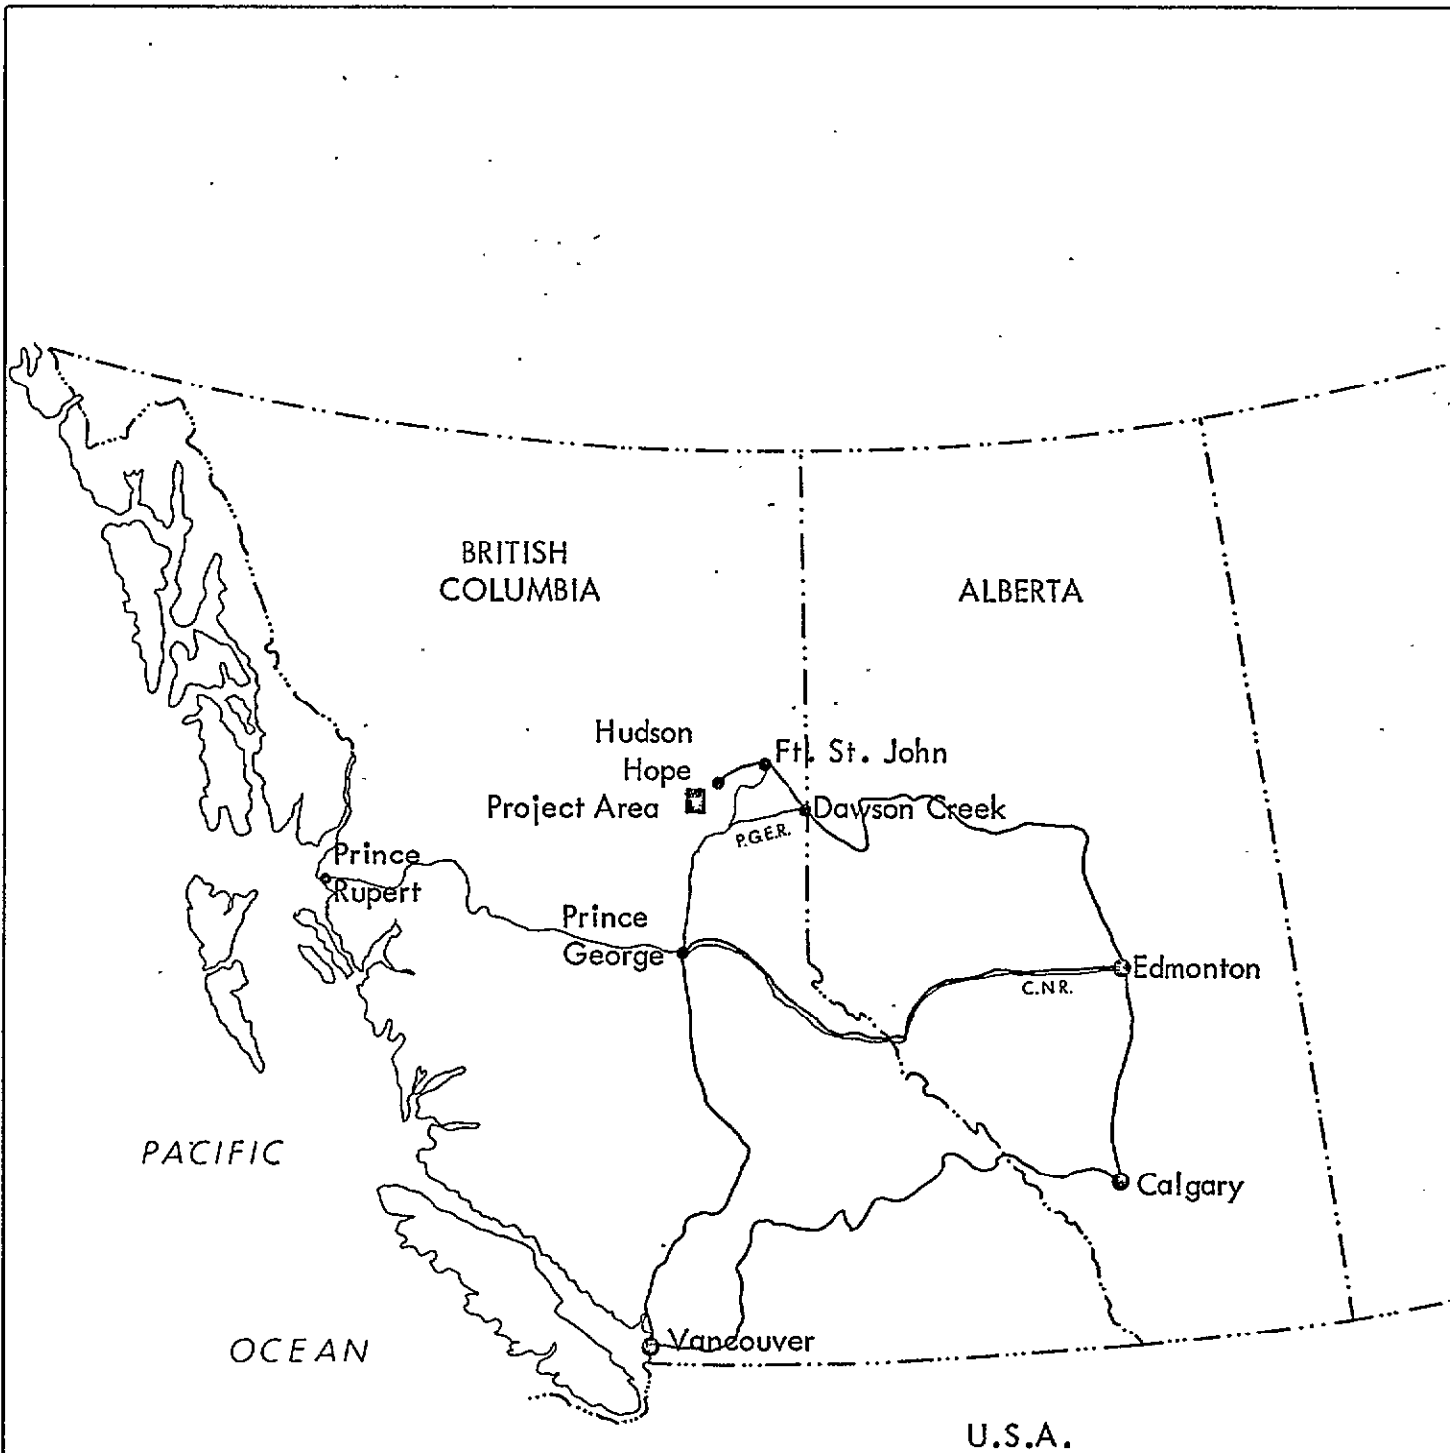 BRITISH
COLUMBIA
ALBERTA
Hudson
Hope
Ft. St. John
Project Area
Dawson Creek
P.G.E.R.
Prince
Rupert
Prince
George
Edmonton
C.N.R.
PACIFIC
Calgary
OCEAN
Vancouver
U.S.A.